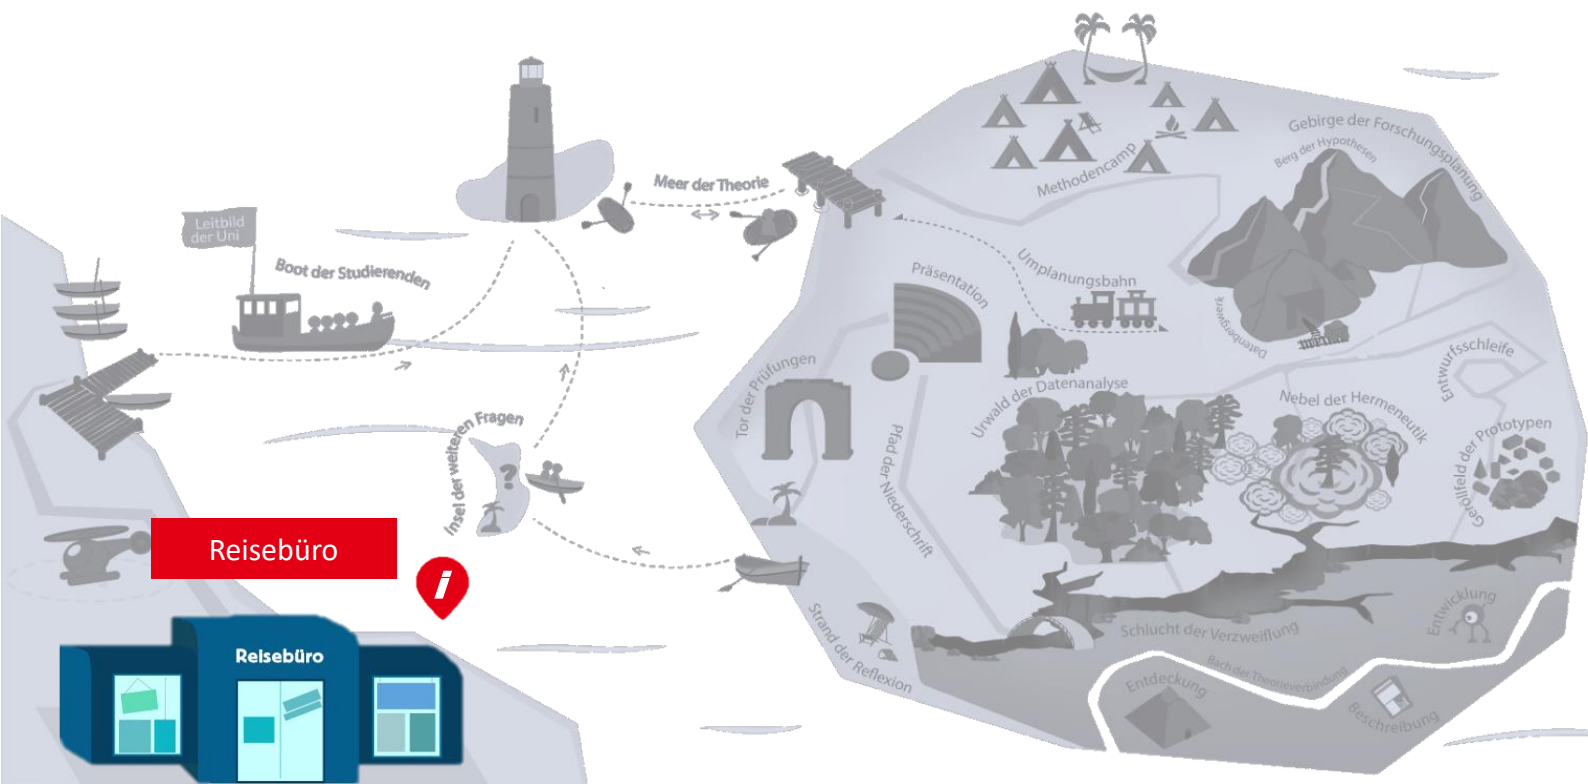 Gebirge der Forschungsplanung
Berg der Hypothesen
Methodencamp
Meer der Theorie
Leitbild
der Uni
Boot der Studierenden
Umplanungsbahn
Präsentation
Datenbergwerk
Entwurfsschleife
Tor der Prüfungen
Urwald der Datenanalyse
Nebel der Hermeneutik
Insel der weiteren Fragen
?
Pfad der Niederschrift
Geröllfeld der Prototypen
Reisebüro
i
Entwicklung
Schlucht der Verzweiflung
Strand der Reflexion
Bach der Theorieverbindung
Reisebüro
Entdeckung
Beschreibung